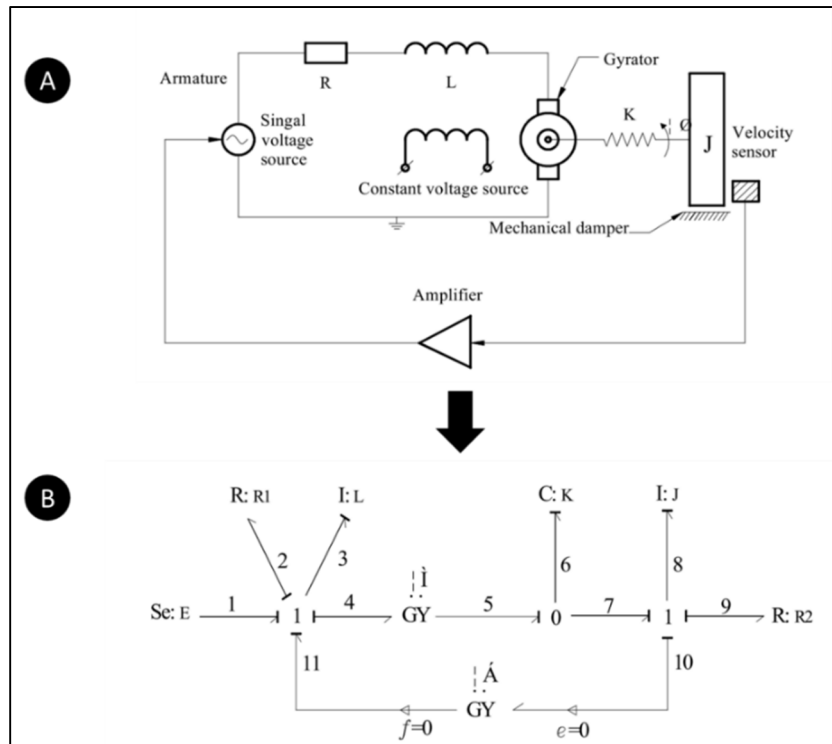 A
Armature
R
L
Gyrator
Singal
voltage
source
Constant voltage source
K
Ø
J
Velocity
sensor
Mechanical damper
Amplifier
B
R: R1
I: L
C: K
I: J
2
3
Ì
6
8
Se: E
1
1
4
GY
5
0
7
1
9
R: R2
11
Á
10
GY
f=0
e=0